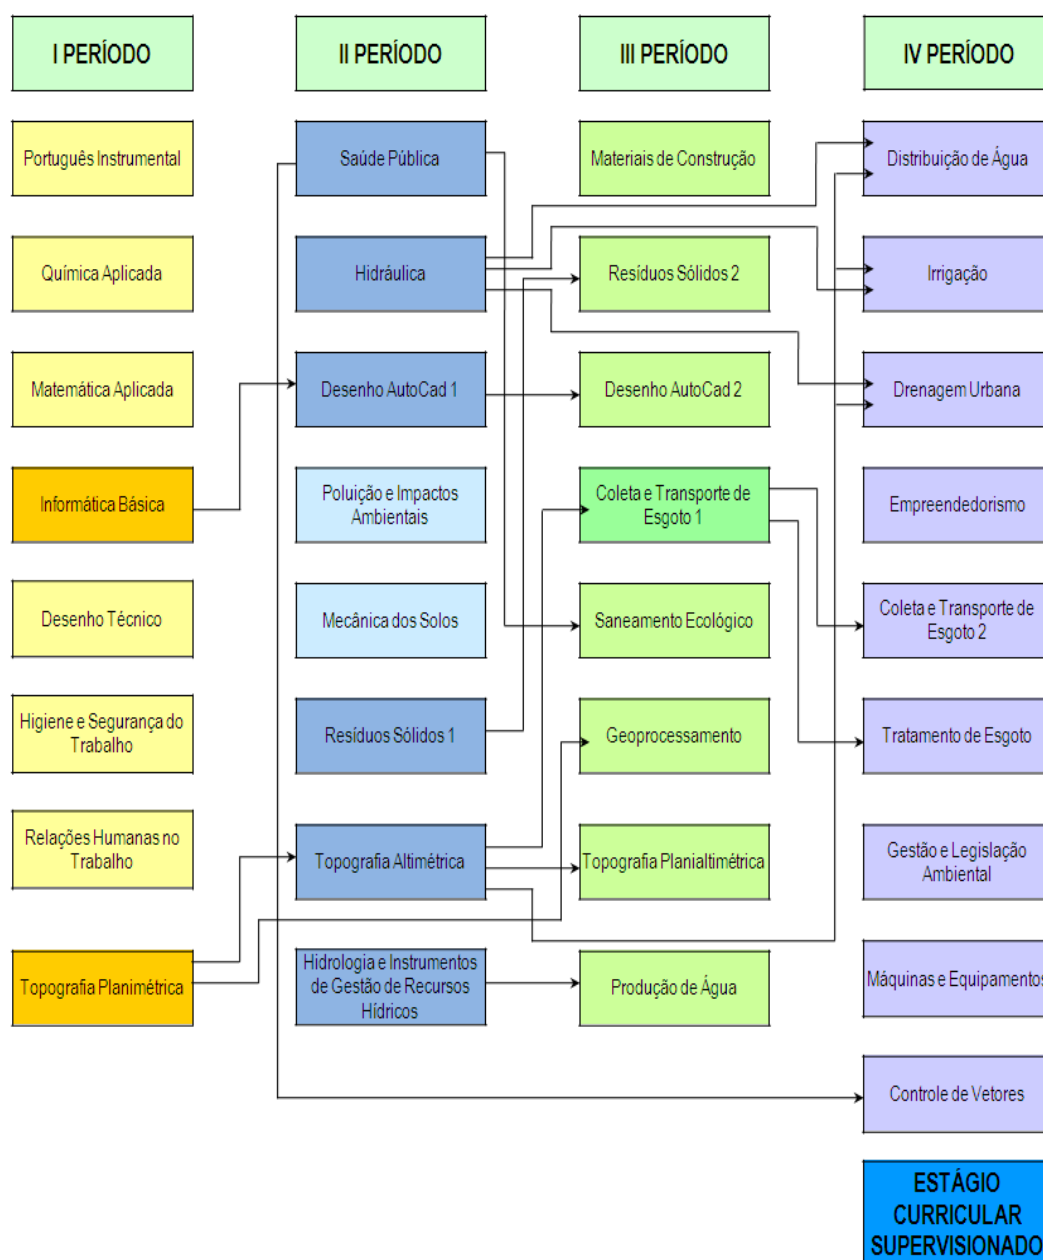 I PERÍODO
II PERÍODO
III PERÍODO
IV PERÍODO
Português Instrumental
Saúde Pública
Materiais de Construção
Distribuição de Água
Química Aplicada
Hidráulica
Resíduos Sólidos 2
Irrigação
Matemática Aplicada
Desenho AutoCad 1
Desenho AutoCad 2
Drenagem Urbana
Informática Básica
Poluição e Impactos
Ambientais
Coleta e Transporte de
Esgoto 1
Empreendedorismo
Desenho Técnico
Mecânica dos Solos
Saneamento Ecológico
Coleta e Transporte de
Esgoto 2
Higiene e Segurança do
Trabalho
Resíduos Sólidos 1
Geoprocessamento
Tratamento de Esgoto
Relações Humanas no
Trabalho
Topografia Altimétrica
Topografia Planialtimétrica
Gestão e Legislação
Ambiental
Topografia Planimétrica
Hidrologia e Instrumentos
de Gestão de Recursos
Hídricos
Produção de Água
Máquinas e Equipamentos
Controle de Vetores
ESTÁGIO
CURRICULAR
SUPERVISIONADO